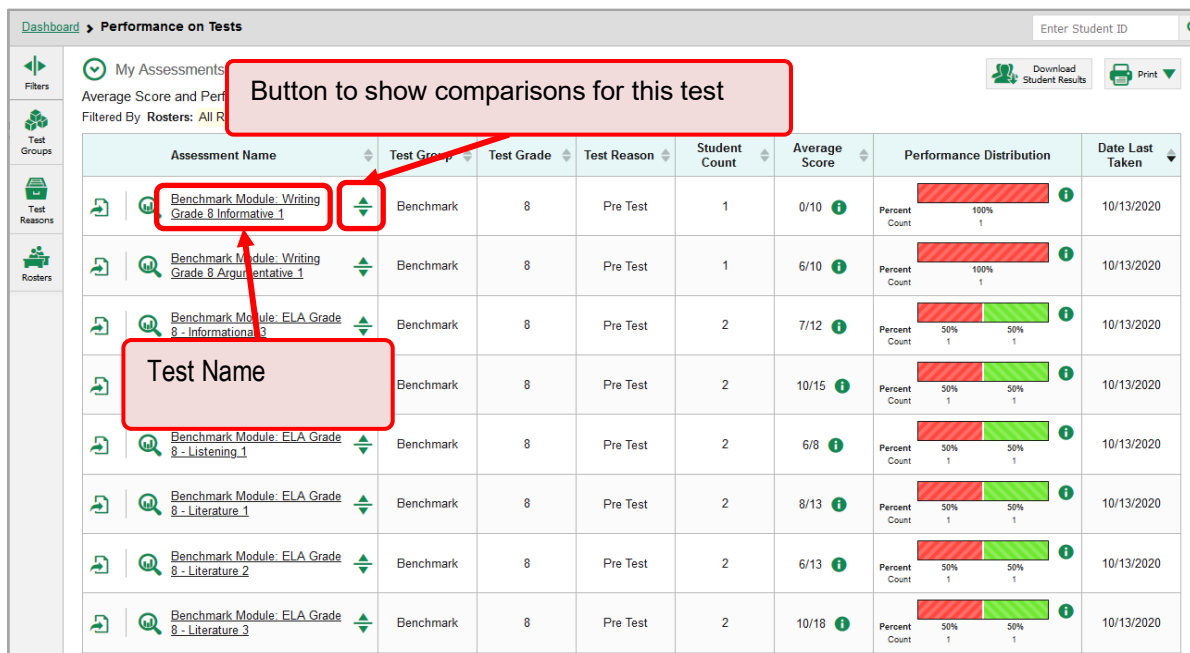 Dashboard > Performance on Tests
Enter Student ID
Filters
Test
Groups
Test
Reasons
Rosters
My Assessments
Average Score and Perf
Filtered By Rosters: All R
Button to show comparisons for this test
Download
Student Results
Print
Assessment Name Test Group Test Grade Test Reason Student Count Average Score Performance Distribution Date Last Taken
Benchmark Module: Writing
Grade 8 Informative 1
Benchmark 8 Pre Test 1 0/10 10/13/2020
Percent 100%
Count 1
Benchmark Module: Writing
Grade 8 Argumentative 1
Benchmark 8 Pre Test 1 6/10 10/13/2020
Percent 100%
Count 1
Benchmark Module: ELA Grade
8 - Informational 3
Benchmark 8 Pre Test 2 7/12 10/13/2020
Percent 50% 50%
Count 1 1
Test Name
Benchmark 8 Pre Test 2 10/15 10/13/2020
Percent 50% 50%
Count 1 1
Benchmark Module: ELA Grade
8 - Listening 1
Benchmark 8 Pre Test 2 6/8 10/13/2020
Percent 50% 50%
Count 1 1
Benchmark Module: ELA Grade
8 - Literature 1
Benchmark 8 Pre Test 2 8/13 10/13/2020
Percent 50% 50%
Count 1 1
Benchmark Module: ELA Grade
8 - Literature 2
Benchmark 8 Pre Test 2 6/13 10/13/2020
Percent 50% 50%
Count 1 1
Benchmark Module: ELA Grade
8 - Literature 3
Benchmark 8 Pre Test 2 10/18 10/13/2020
Percent 50% 50%
Count 1 1